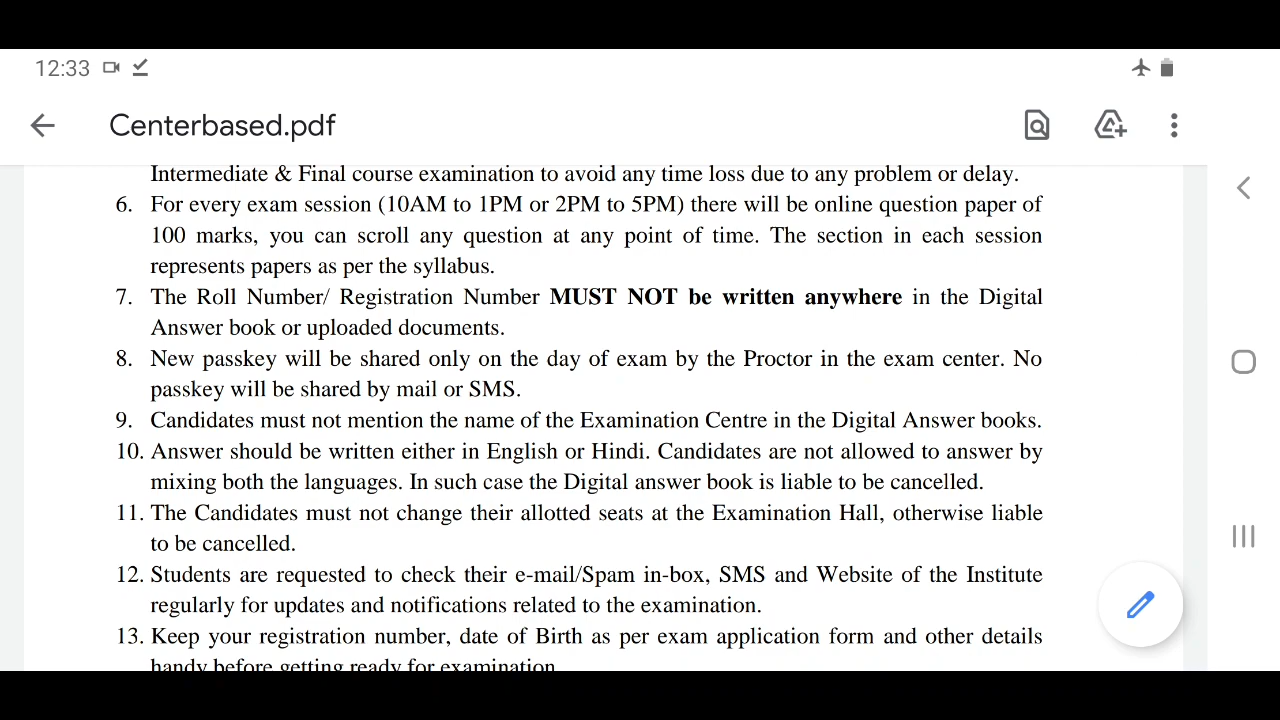 12:33
Centerbased.pdf
Intermediate & Final course examination to avoid any time loss due to any problem or delay.
6. For every exam session (10AM to 1PM or 2PM to 5PM) there will be online question paper of
100 marks, you can scroll any question at any point of time. The section in each session
represents papers as per the syllabus.
7. The Roll Number/ Registration Number MUST NOT be written anywhere in the Digital
Answer book or uploaded documents.
8. New passkey will be shared only on the day of exam by the Proctor in the exam center. No
passkey will be shared by mail or SMS.
9. Candidates must not mention the name of the Examination Centre in the Digital Answer books.
10. Answer should be written either in English or Hindi. Candidates are not allowed to answer by
mixing both the languages. In such case the Digital answer book is liable to be cancelled.
11. The Candidates must not change their allotted seats at the Examination Hall, otherwise liable
to be cancelled.
12. Students are requested to check their e-mail/Spam in-box, SMS and Website of the Institute
regularly for updates and notifications related to the examination.
13. Keep your registration number, date of Birth as per exam application form and other details
handy before getting ready for examination